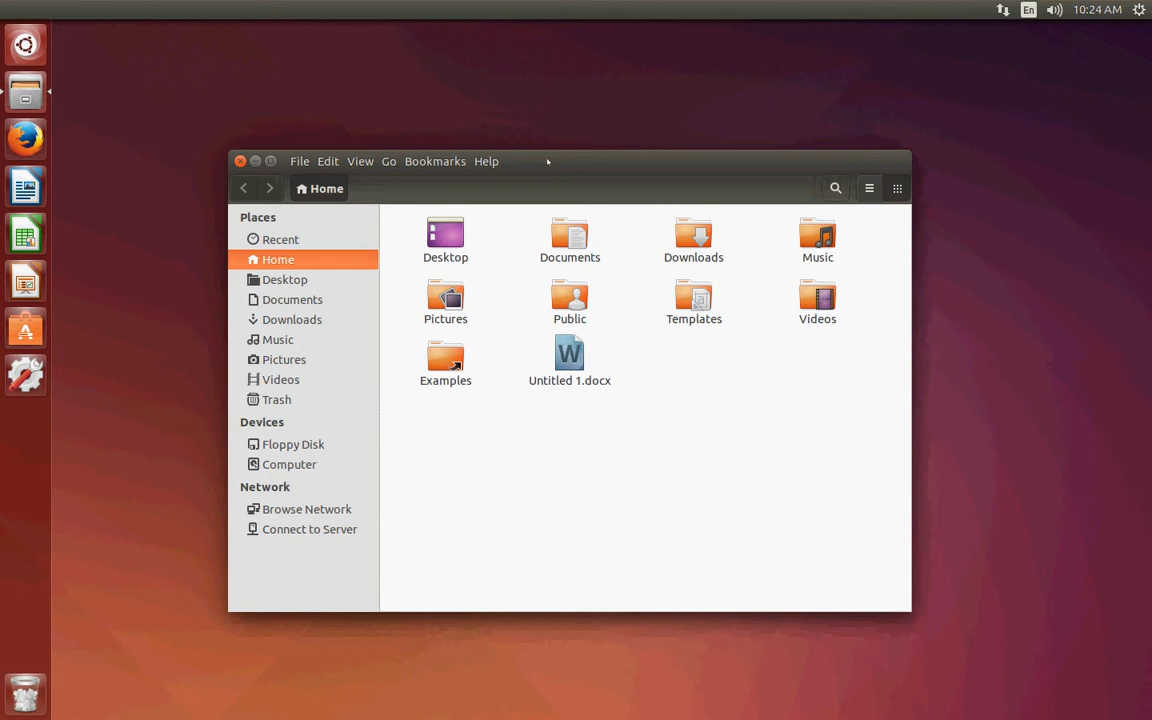 En 10:24 AM
File Edit View Go Bookmarks Help
Home
Places
Recent
Home
Desktop
Documents
Downloads
Music
Pictures
Videos
Trash
Devices
Floppy Disk
Computer
Network
Browse Network
Connect to Server
Desktop Documents Downloads Music
Pictures Public Templates Videos
W
Examples Untitled 1.docx